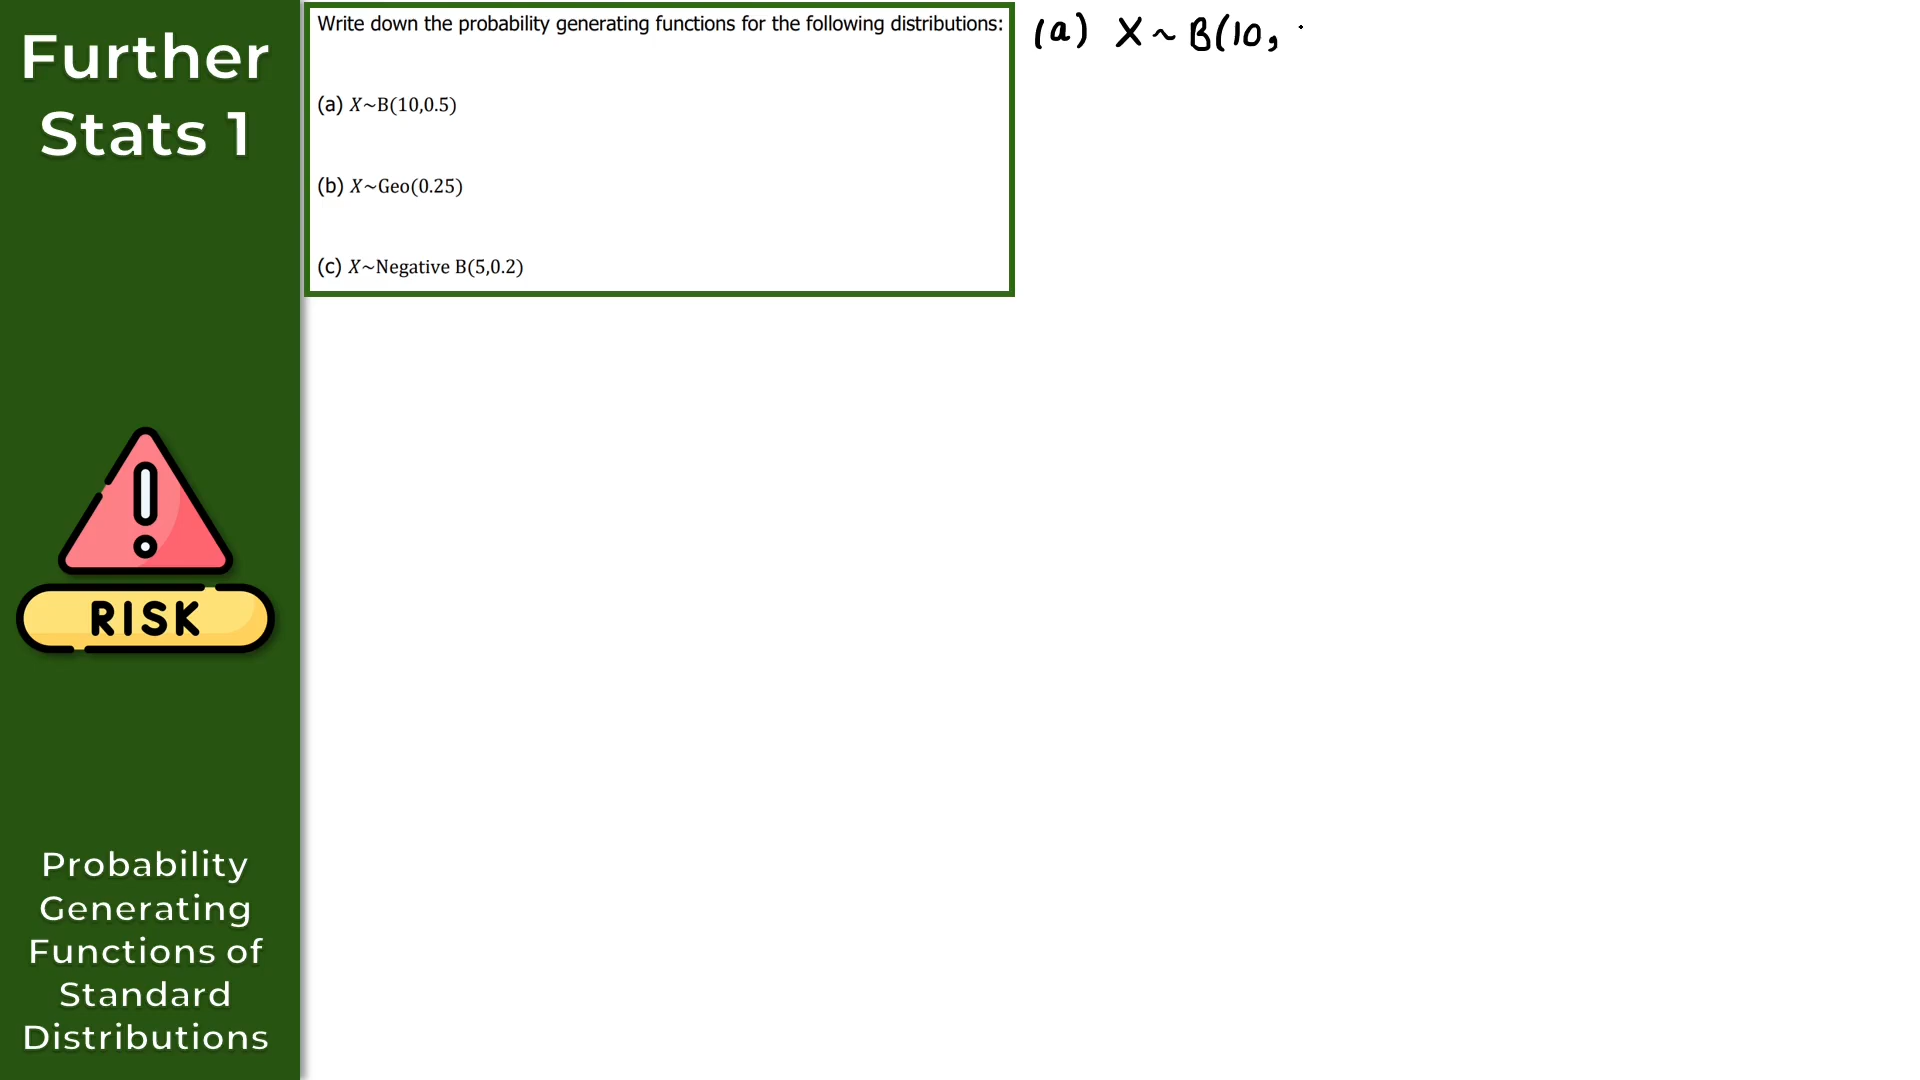 Further
Stats 1
RISK
Probability
Generating
Functions of
Standard
Distributions
Write down the probability generating functions for the following distributions:
(a) X~B(10,0.5)
(b) X~Geo(0.25)
(c) X~Negative B(5,0.2)
(a) X ~ B(10,